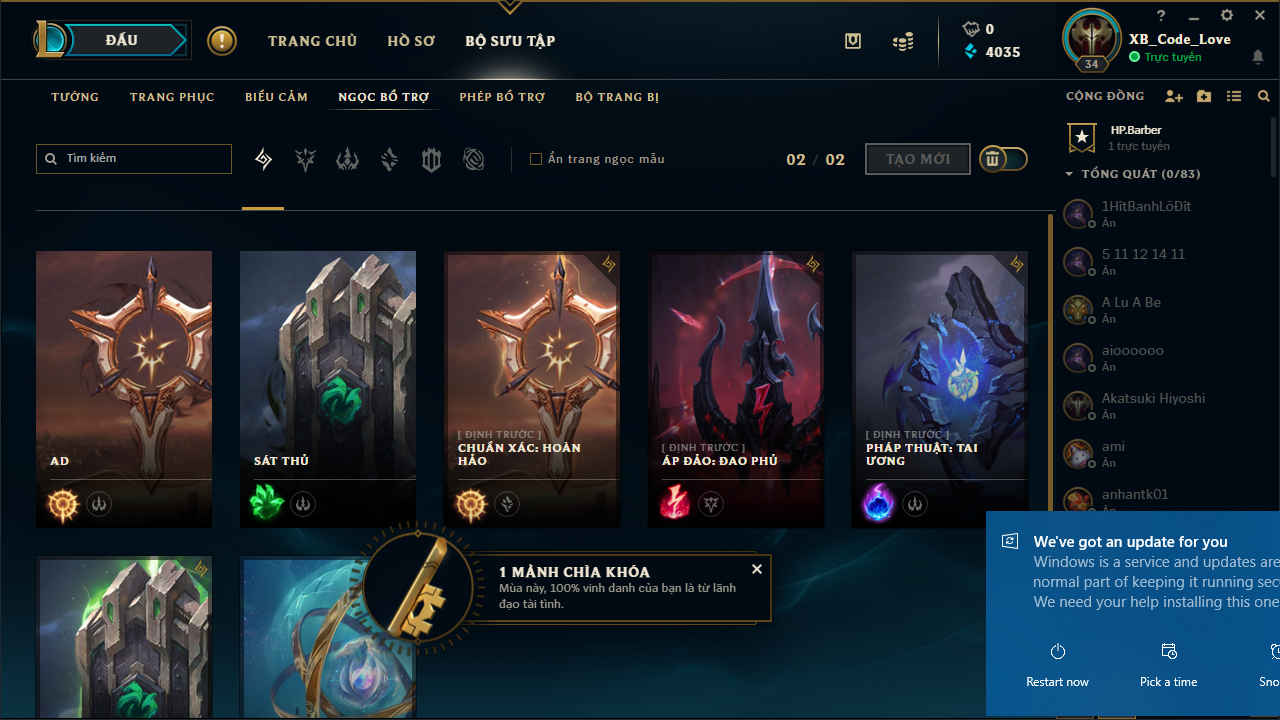 ĐẤU
TRANG CHỦ
HỒ SƠ
BỘ SƯU TẬP
0
4035
34
XB_Code_Love
Trực tuyến
TƯỚNG
TRANG PHỤC
BIỂU CẢM
NGỌC BỔ TRỢ
PHÉP BỔ TRỢ
BỘ TRANG BỊ
CỘNG ĐỒNG
Tìm kiếm
Ẩn trang ngọc mẫu
02 / 02
TẠO MỚI
HP.Barber
1 trực tuyến
TỔNG QUÁT (0/83)
1HĩtBanhLôĐít
Ẩn
5 11 12 14 11
Ẩn
A Lu A Be
Ẩn
aioooooo
Ẩn
Akatsuki Hiyoshi
Ẩn
ami
Ẩn
anhantk01
Ẩn
AD
SÁT THỦ
[ ĐỊNH TRƯỚC ]
CHUẨN XÁC: HOÀN
HẢO
[ ĐỊNH TRƯỚC ]
ÁP ĐẢO: ĐAO PHỦ
[ ĐỊNH TRƯỚC ]
PHÁP THUẬT: TAI
ƯƠNG
1 MẢNH CHÌA KHÓA
Mùa này, 100% vinh danh của bạn là từ lãnh
đạo tài tình.
We've got an update for you
Windows is a service and updates are
normal part of keeping it running sec
We need your help installing this one
Restart now
Pick a time
Sno